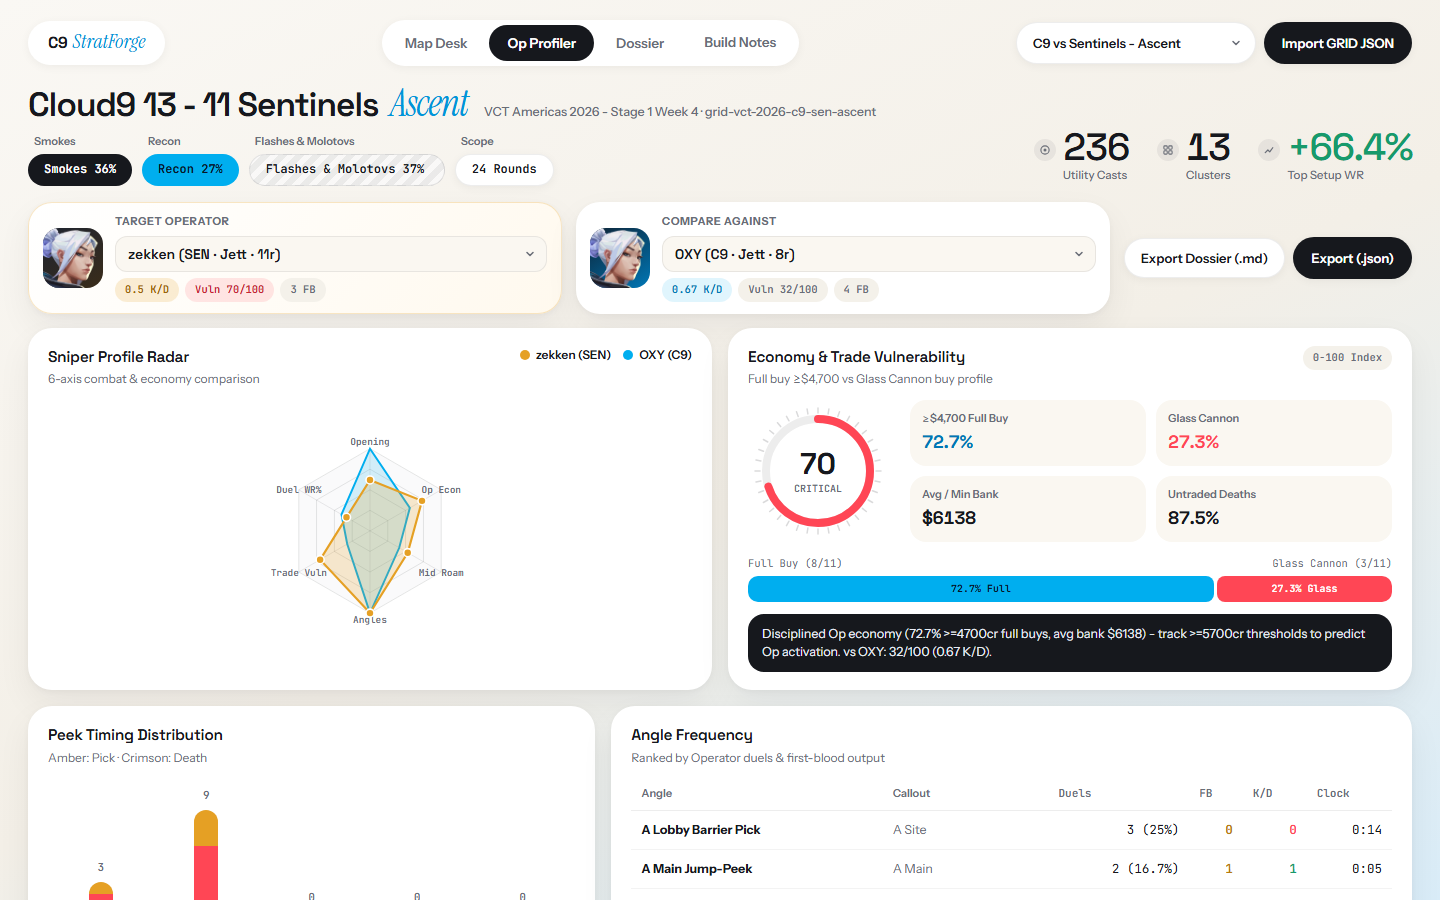 C9 StratForge
Map Desk
Op Profiler
Dossier
Build Notes
C9 vs Sentinels - Ascent
Import GRID JSON
Cloud9 13 - 11 Sentinels Ascent
VCT Americas 2026 - Stage 1 Week 4 · grid-vct-2026-c9-sen-ascent
Smokes
Recon
Flashes & Molotovs
Scope
Smokes 36%
Recon 27%
Flashes & Molotovs 37%
24 Rounds
236
Utility Casts
13
Clusters
+66.4%
Top Setup WR
TARGET OPERATOR
zekken (SEN · Jett · 11r)
0.5 K/D
Vuln 70/100
3 FB
COMPARE AGAINST
OXY (C9 · Jett · 8r)
0.67 K/D
Vuln 32/100
4 FB
Export Dossier (.md)
Export (.json)
Sniper Profile Radar
6-axis combat & economy comparison
zekken (SEN)
OXY (C9)
Opening
Op Econ
Mid Roam
Angles
Trade Vuln
Duel WR%
Economy & Trade Vulnerability
Full buy ≥$4,700 vs Glass Cannon buy profile
0-100 Index
70
CRITICAL
≥$4,700 Full Buy
72.7%
Glass Cannon
27.3%
Avg / Min Bank
$6138
Untraded Deaths
87.5%
Full Buy (8/11)
Glass Cannon (3/11)
72.7% Full
27.3% Glass
Disciplined Op economy (72.7% >=4700cr full buys, avg bank $6138) - track >=5700cr thresholds to predict
Op activation. vs OXY: 32/100 (0.67 K/D).
Peek Timing Distribution
Amber: Pick · Crimson: Death
3
9
0
0
0
Angle Frequency
Ranked by Operator duels & first-blood output
Angle Callout Duels FB K/D Clock
A Lobby Barrier Pick A Site 3 (25%) 0 0 0:14
A Main Jump-Peek A Main 2 (16.7%) 1 1 0:05